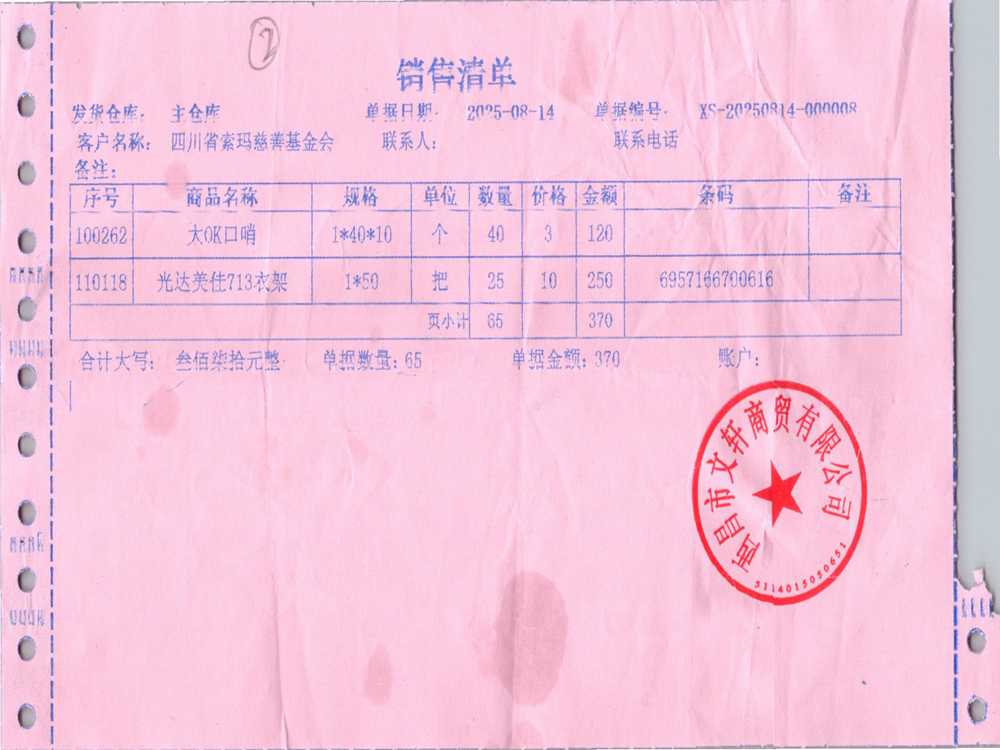 ②
销售清单
发货仓库: 主仓库 单据日期: 2025-08-14 单据编号: XS-20250814-000008
客户名称: 四川省索玛慈善基金会 联系人: 联系电话
备注:
序号 商品名称 规格 单位 数量 价格 金额 条码 备注
100262 大OK口哨 1*40*10 个 40 3 120
110118 光达美佳713衣架 1*50 把 25 10 250 6957166700616
页小计 65 370
合计大写: 叁佰柒拾元整 单据数量: 65 单据金额: 370 账户:
西昌市文轩商贸有限公司
5114015050651